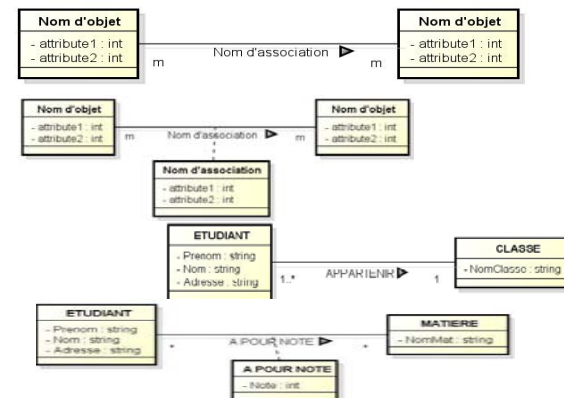 Nom d'objet
- attribute1 : int
- attribute2 : int
m
Nom d'association
m
Nom d'objet
- attribute1 : int
- attribute2 : int
Nom d'objet
- attribute1 : int
- attribute2 : int
m
Nom d'association
m
Nom d'objet
- attribute1 : int
- attribute2 : int
Nom d'association
- attribute1 : int
- attribute2 : int
ETUDIANT
- Prenom : string
- Nom : string
- Adresse : string
1..*
APPARTENIR
1
CLASSE
- NomClasse : string
ETUDIANT
- Prenom : string
- Nom : string
- Adresse : string
*
A POUR NOTE
*
MATIERE
- NomMat : string
A POUR NOTE
- Note : int